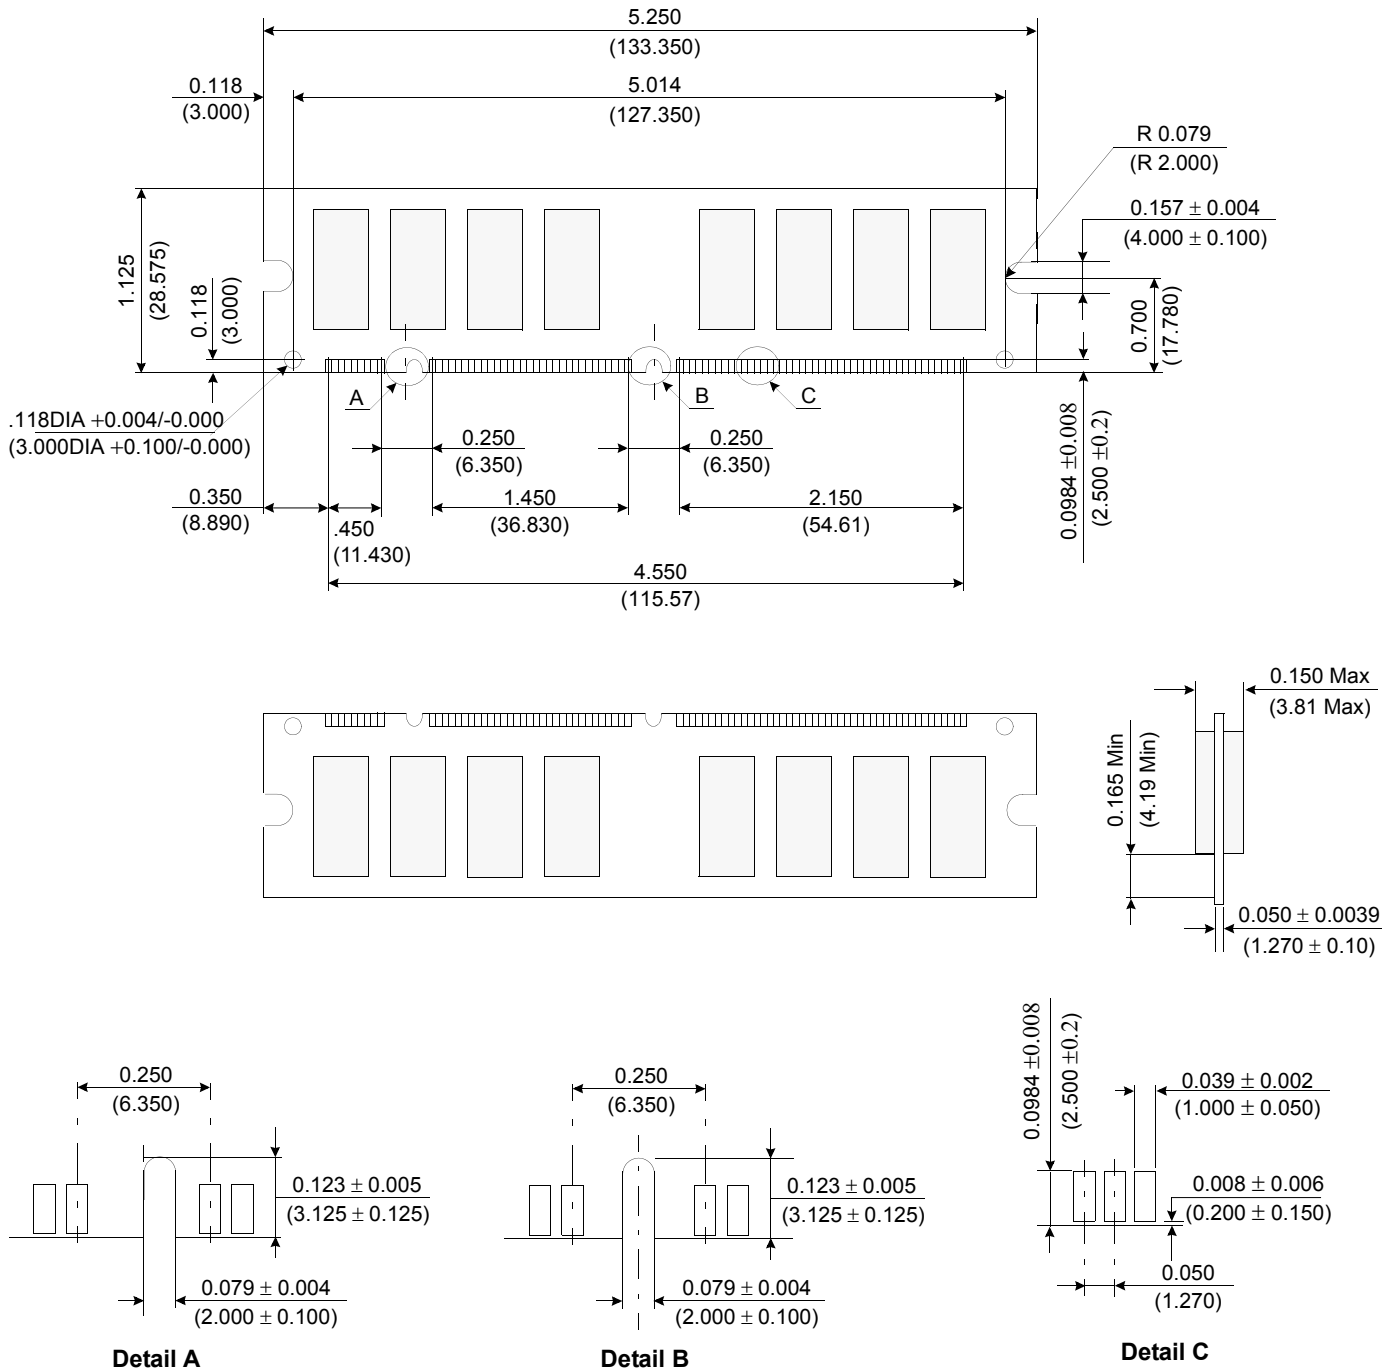 5.250
(133.350)
0.118
(3.000)
5.014
(127.350)
R 0.079
(R 2.000)
0.157 ± 0.004
(4.000 ± 0.100)
1.125
(28.575)
0.118
(3.000)
0.700
(17.780)
A
B
C
.118DIA +0.004/-0.000
(3.000DIA +0.100/-0.000)
0.250
(6.350)
0.250
(6.350)
0.0984 ±0.008
(2.500 ±0.2)
0.350
(8.890)
.450
(11.430)
1.450
(36.830)
2.150
(54.61)
4.550
(115.57)
0.150 Max
(3.81 Max)
0.165 Min
(4.19 Min)
0.050 ± 0.0039
(1.270 ± 0.10)
0.250
(6.350)
0.123 ± 0.005
(3.125 ± 0.125)
0.079 ± 0.004
(2.000 ± 0.100)
Detail A
0.250
(6.350)
0.123 ± 0.005
(3.125 ± 0.125)
0.079 ± 0.004
(2.000 ± 0.100)
Detail B
0.0984 ±0.008
(2.500 ±0.2)
0.039 ± 0.002
(1.000 ± 0.050)
0.008 ± 0.006
(0.200 ± 0.150)
0.050
(1.270)
Detail C